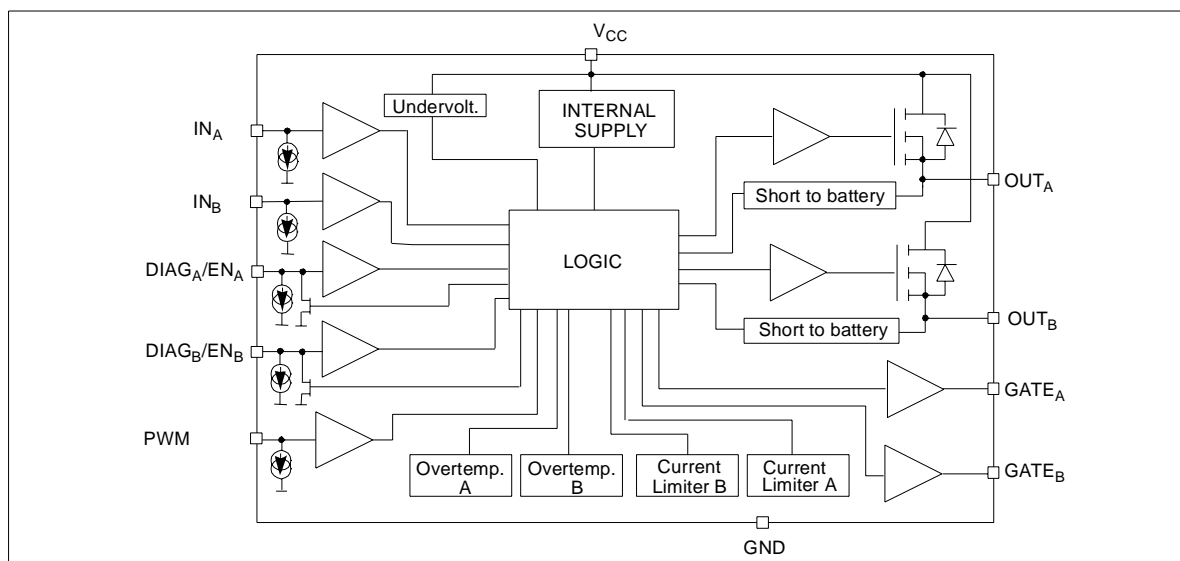 VCC
Undervolt.
INTERNAL
SUPPLY
INA
INB
DIAGA/ENA
DIAGB/ENB
PWM
LOGIC
Short to battery
OUTA
Short to battery
OUTB
GATEA
GATEB
Overtemp.
A
Overtemp.
B
Current
Limiter B
Current
Limiter A
GND